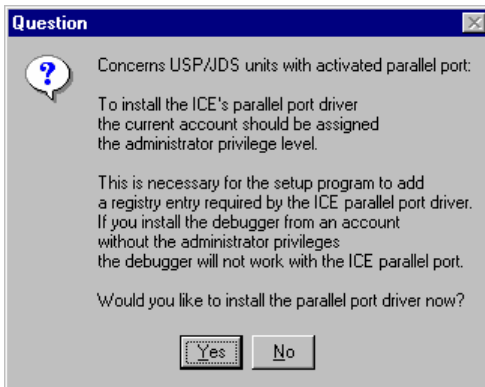 Question
Concerns USP/JDS units with activated parallel port:
To install the ICE's parallel port driver
the current account should be assigned
the administrator privilege level.
This is necessary for the setup program to add
a registry entry required by the ICE parallel port driver.
If you install the debugger from an account
without the administrator privileges
the debugger will not work with the ICE parallel port.
Would you like to install the parallel port driver now?
Yes No